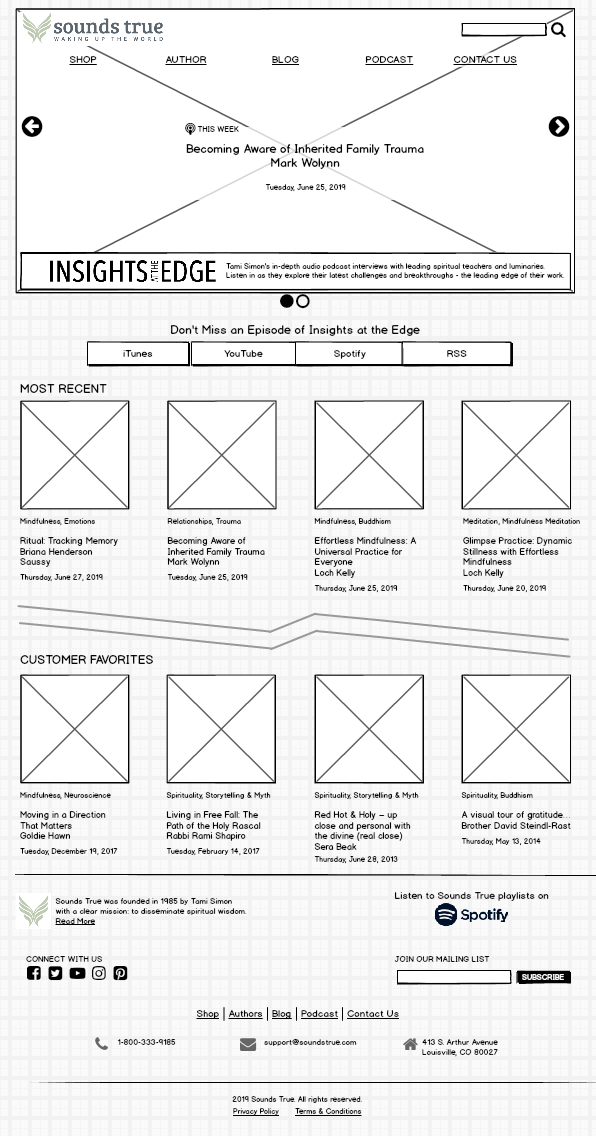 sounds true
WAKING UP THE WORLD
SHOP
AUTHOR
BLOG
PODCAST
CONTACT US
THIS WEEK
Becoming Aware of Inherited Family Trauma
Mark Wolynn
Tuesday, June 25, 2019
INSIGHTS AT THE EDGE
Tami Simon's in-depth audio podcast interviews with leading spiritual teachers and luminaries.
Listen in as they explore their latest challenges and breakthroughs - the leading edge of their work.
Don't Miss an Episode of Insights at the Edge
iTunes
YouTube
Spotify
RSS
MOST RECENT
Mindfulness, Emotions
Ritual: Tracking Memory
Briana Henderson
Saussy
Thursday, June 27, 2019
Relationships, Trauma
Becoming Aware of
Inherited Family Trauma
Mark Wolynn
Tuesday, June 25, 2019
Mindfulness, Buddhism
Effortless Mindfulness: A
Universal Practice for
Everyone
Loch Kelly
Thursday, June 25, 2019
Meditation, Mindfulness Meditation
Glimpse Practice: Dynamic
Stillness with Effortless
Mindfulness
Loch Kelly
Thursday, June 20, 2019
CUSTOMER FAVORITES
Mindfulness, Neuroscience
Moving in a Direction
That Matters
Goldie Hawn
Tuesday, December 19, 2017
Spirituality, Storytelling & Myth
Living in Free Fall: The
Path of the Holy Rascal
Rabbi Rami Shapiro
Tuesday, February 14, 2017
Spirituality, Storytelling & Myth
Red Hot & Holy – up
close and personal with
the divine (real close)
Sera Beak
Thursday, June 28, 2013
Spirituality, Buddhism
A visual tour of gratitude...
Brother David Steindl-Rast
Thursday, May 13, 2014
Sounds True was founded in 1985 by Tami Simon
with a clear mission: to disseminate spiritual wisdom.
Read More
Listen to Sounds True playlists on
Spotify
CONNECT WITH US
JOIN OUR MAILING LIST
SUBSCRIBE
Shop | Authors | Blog | Podcast | Contact Us
1-800-333-9185
support@soundstrue.com
413 S. Arthur Avenue
Louisville, CO 80027
2019 Sounds True. All rights reserved.
Privacy Policy
Terms & Conditions